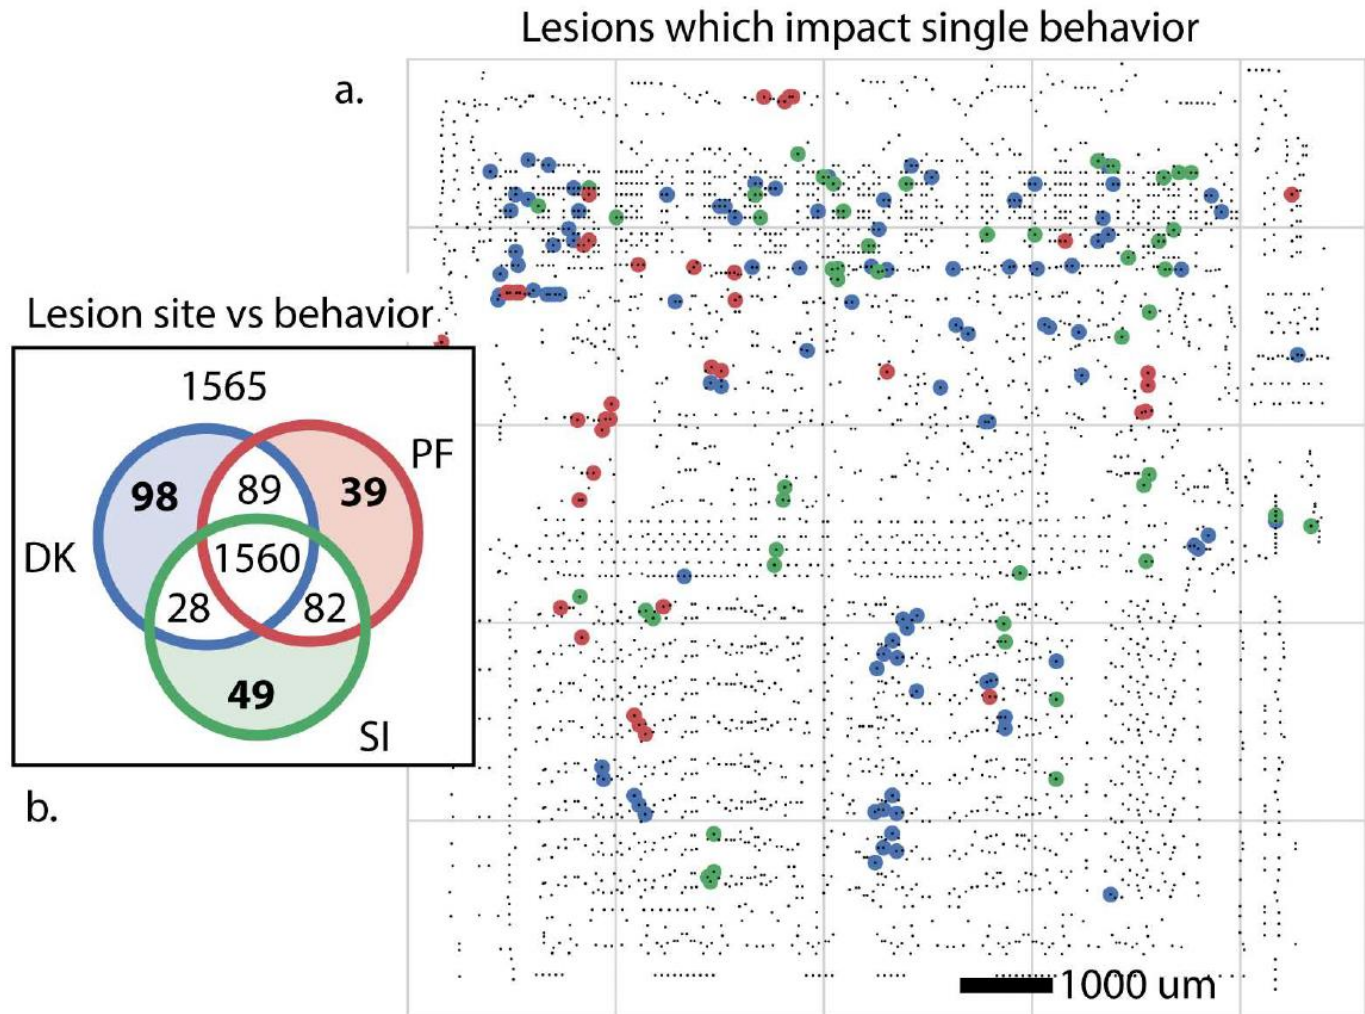 Lesions which impact single behavior
a.
Lesion site vs behavior
1565
PF
98
89
39
DK
1560
28
82
49
SI
b.
1000 um